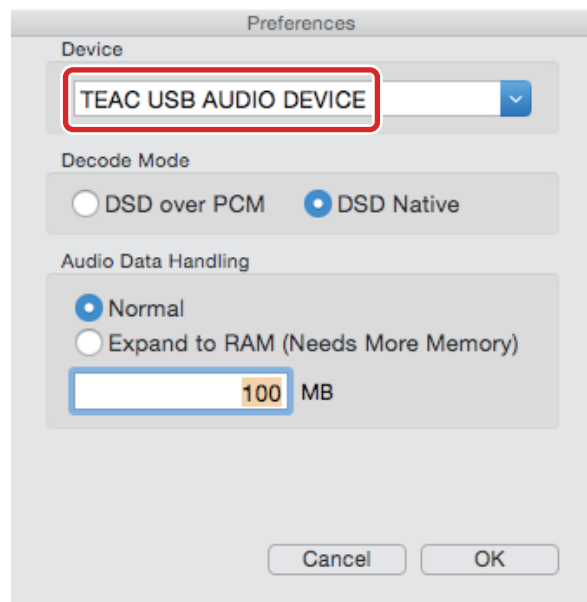 Preferences
Device
TEAC USB AUDIO DEVICE
Decode Mode
DSD over PCM DSD Native
Audio Data Handling
Normal
Expand to RAM (Needs More Memory)
100 MB
Cancel OK